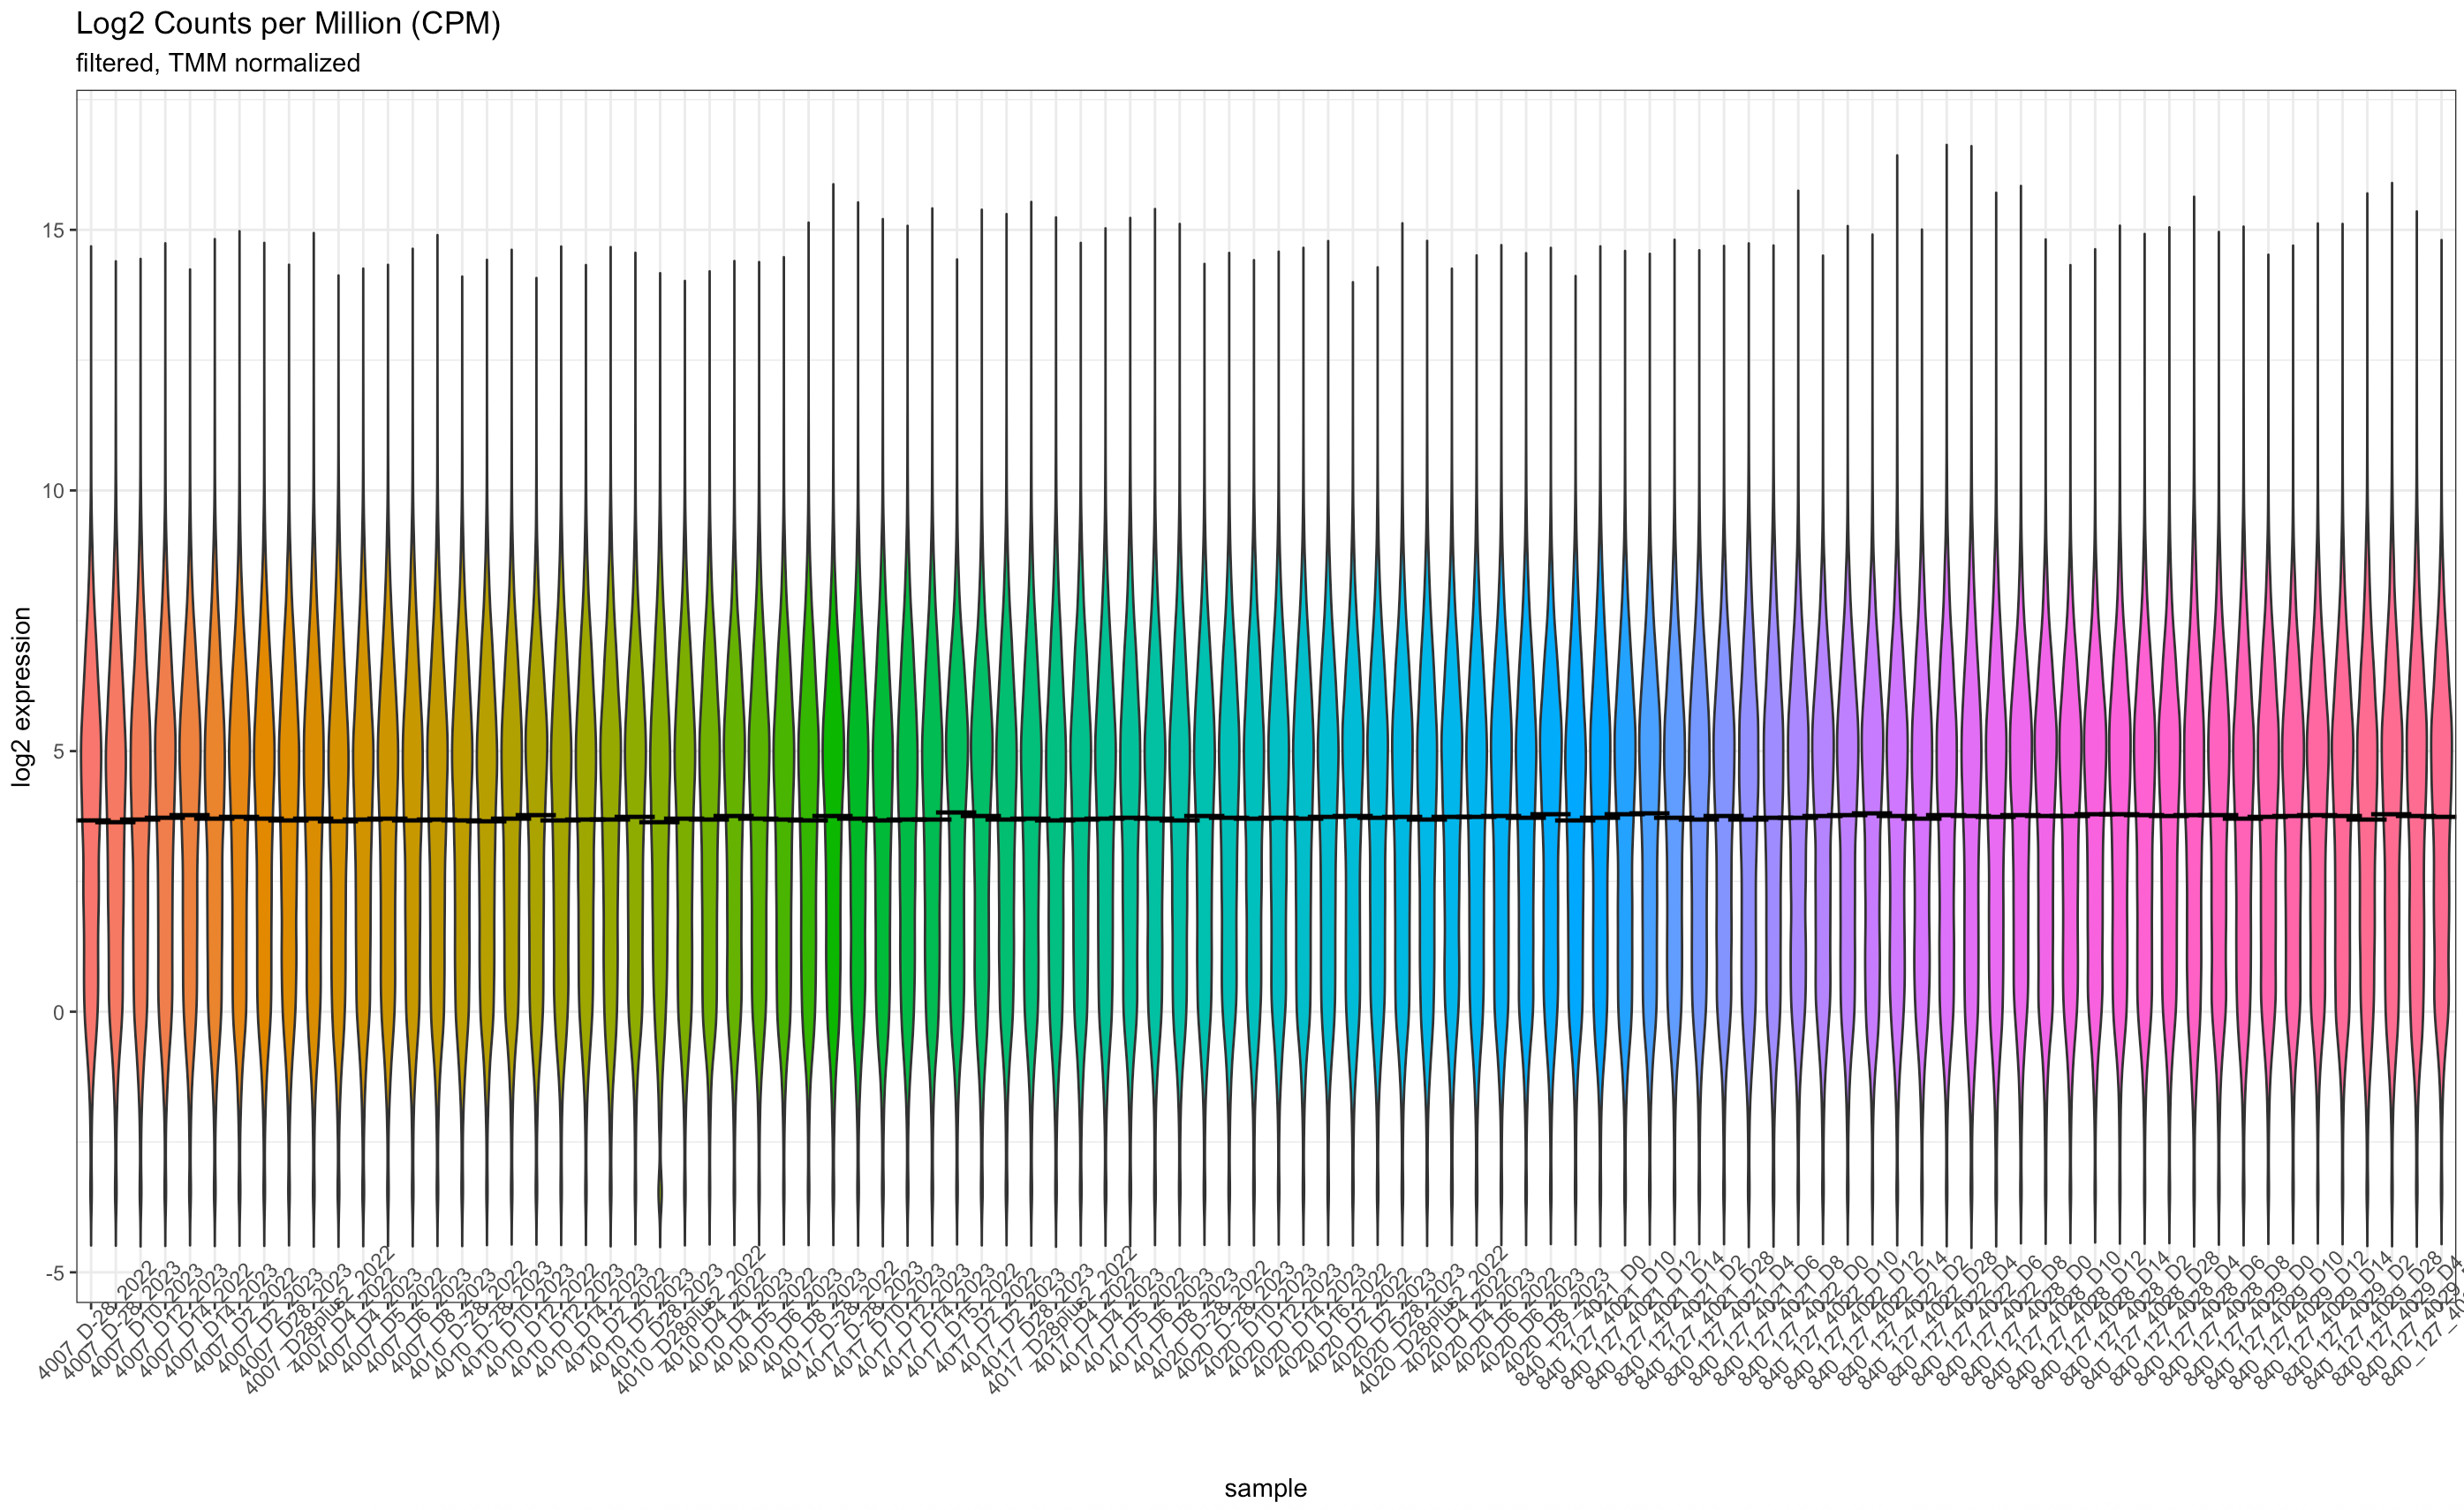 Log2 Counts per Million (CPM)
filtered, TMM normalized
log2 expression
15
10
5
0
-5
4007_D-28_2022
4007_D-28_2023
4007_D10_2023
4007_D12_2023
4007_D14_2022
4007_D14_2023
4007_D2_2022
4007_D2_2023
4007_D28_2023
4007_D28plus2_2022
4007_D4_2022
4007_D4_2023
4007_D5_2022
4007_D6_2023
4007_D8_2023
4010_D-28_2022
4010_D-28_2023
4010_D10_2023
4010_D12_2022
4010_D12_2023
4010_D14_2023
4010_D2_2022
4010_D2_2023
4010_D28_2023
4010_D28plus2_2022
4010_D4_2022
4010_D4_2023
4010_D5_2022
4010_D6_2023
4010_D8_2023
4017_D-28_2022
4017_D-28_2023
4017_D10_2023
4017_D12_2023
4017_D14_2023
4017_D15_2022
4017_D2_2022
4017_D2_2023
4017_D28_2023
4017_D28plus2_2022
4017_D4_2022
4017_D4_2023
4017_D5_2022
4017_D6_2023
4017_D8_2023
4020_D-28_2022
4020_D-28_2023
4020_D10_2023
4020_D12_2023
4020_D14_2023
4020_D16_2022
4020_D2_2022
4020_D2_2023
4020_D28_2023
4020_D28plus2_2022
4020_D4_2022
4020_D4_2023
4020_D6_2022
4020_D6_2023
4020_D8_2023
840_127_4021_D0
840_127_4021_D10
840_127_4021_D12
840_127_4021_D14
840_127_4021_D2
840_127_4021_D28
840_127_4021_D4
840_127_4021_D6
840_127_4021_D8
840_127_4022_D0
840_127_4022_D10
840_127_4022_D12
840_127_4022_D14
840_127_4022_D2
840_127_4022_D28
840_127_4022_D4
840_127_4022_D6
840_127_4022_D8
840_127_4028_D0
840_127_4028_D10
840_127_4028_D12
840_127_4028_D14
840_127_4028_D2
840_127_4028_D28
840_127_4028_D4
840_127_4028_D6
840_127_4028_D8
840_127_4029_D0
840_127_4029_D10
840_127_4029_D12
840_127_4029_D14
840_127_4029_D2
840_127_4029_D28
840_127_4029_D4
sample